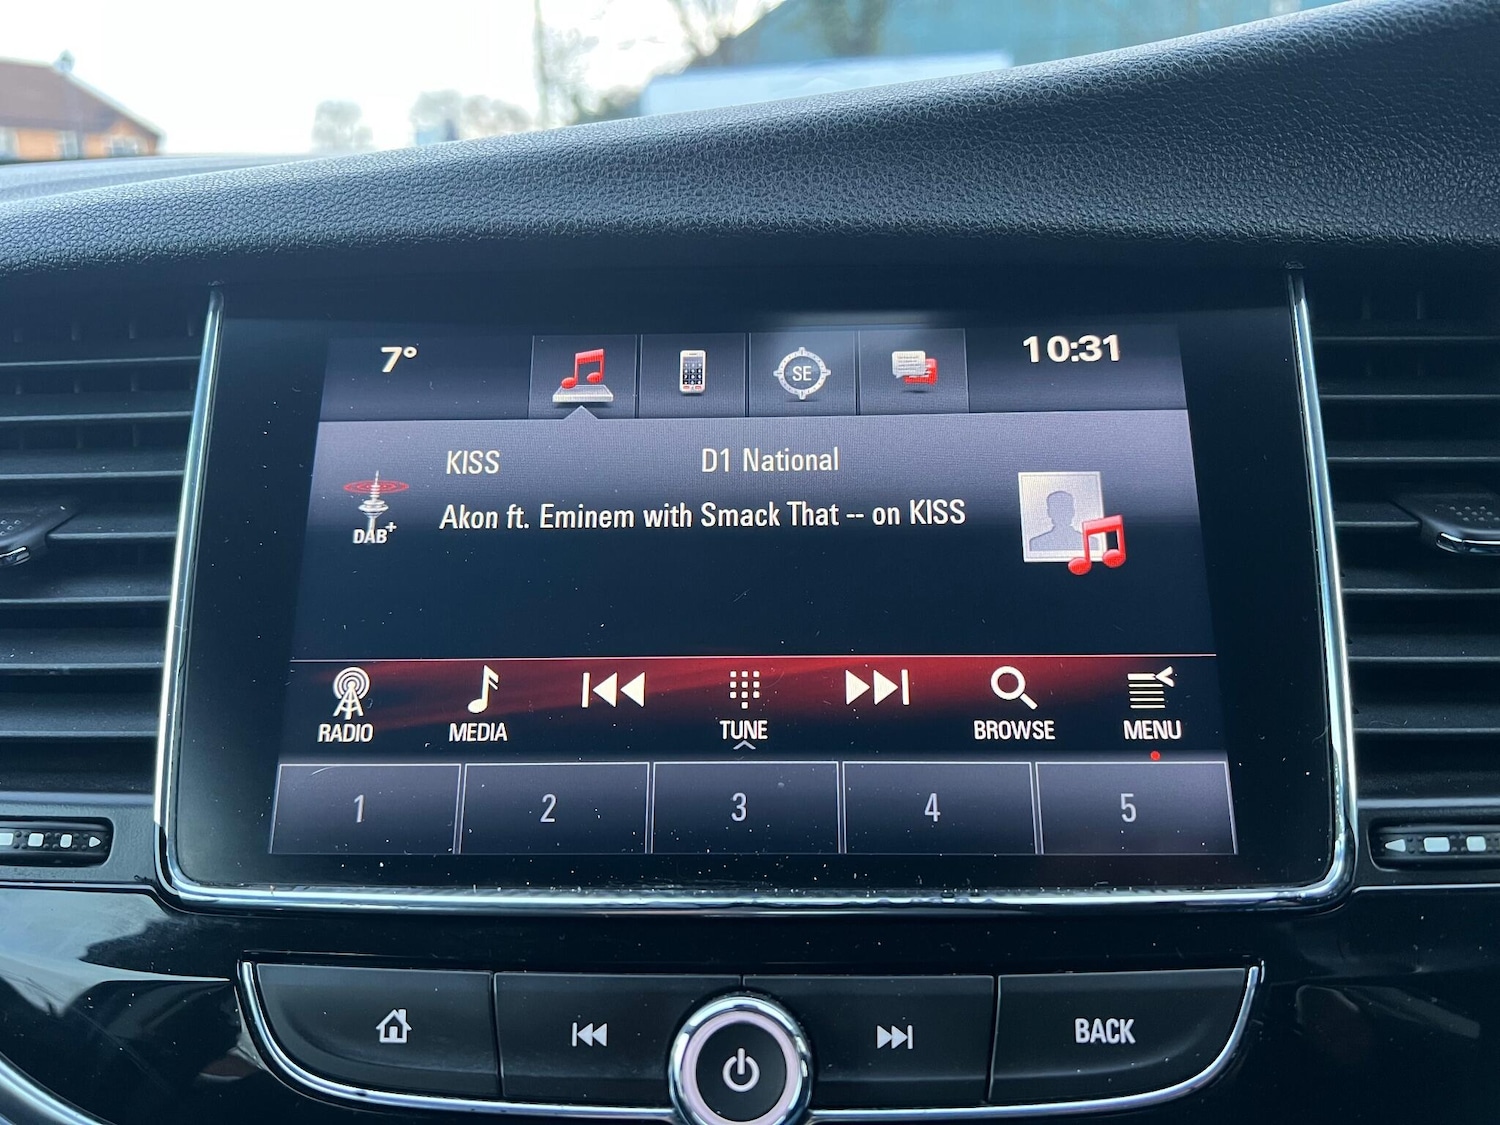 7°
SE
10:31
KISS D1 National
DAB+
Akon ft. Eminem with Smack That -- on KISS
RADIO MEDIA TUNE BROWSE MENU
1 2 3 4 5
BACK